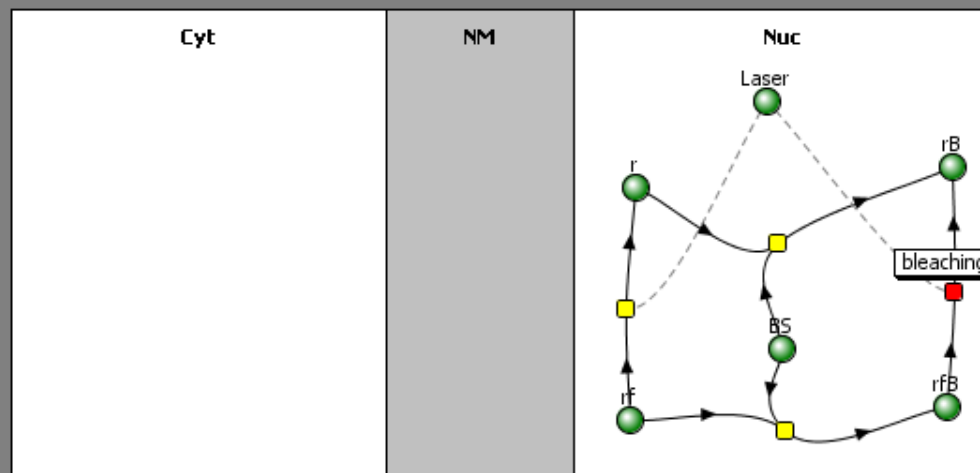 Cyt
NM
Nuc
Laser
rB
r
bleaching
BS
rf
rfB